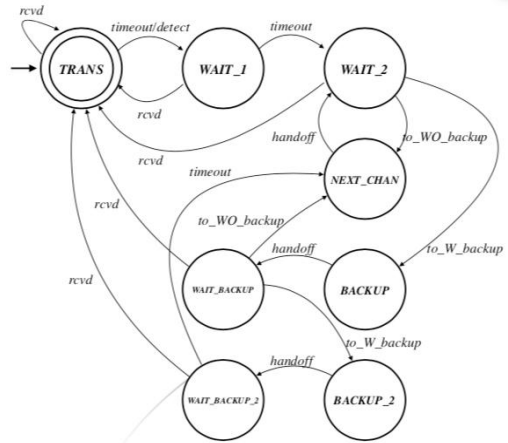 rcvd
timeout/detect
timeout
TRANS
WAIT_1
WAIT_2
rcvd
rcvd
handoff
to_WO_backup
timeout
NEXT_CHAN
rcvd
to_WO_backup
handoff
to_W_backup
rcvd
WAIT_BACKUP
BACKUP
to_W_backup
handoff
WAIT_BACKUP_2
BACKUP_2